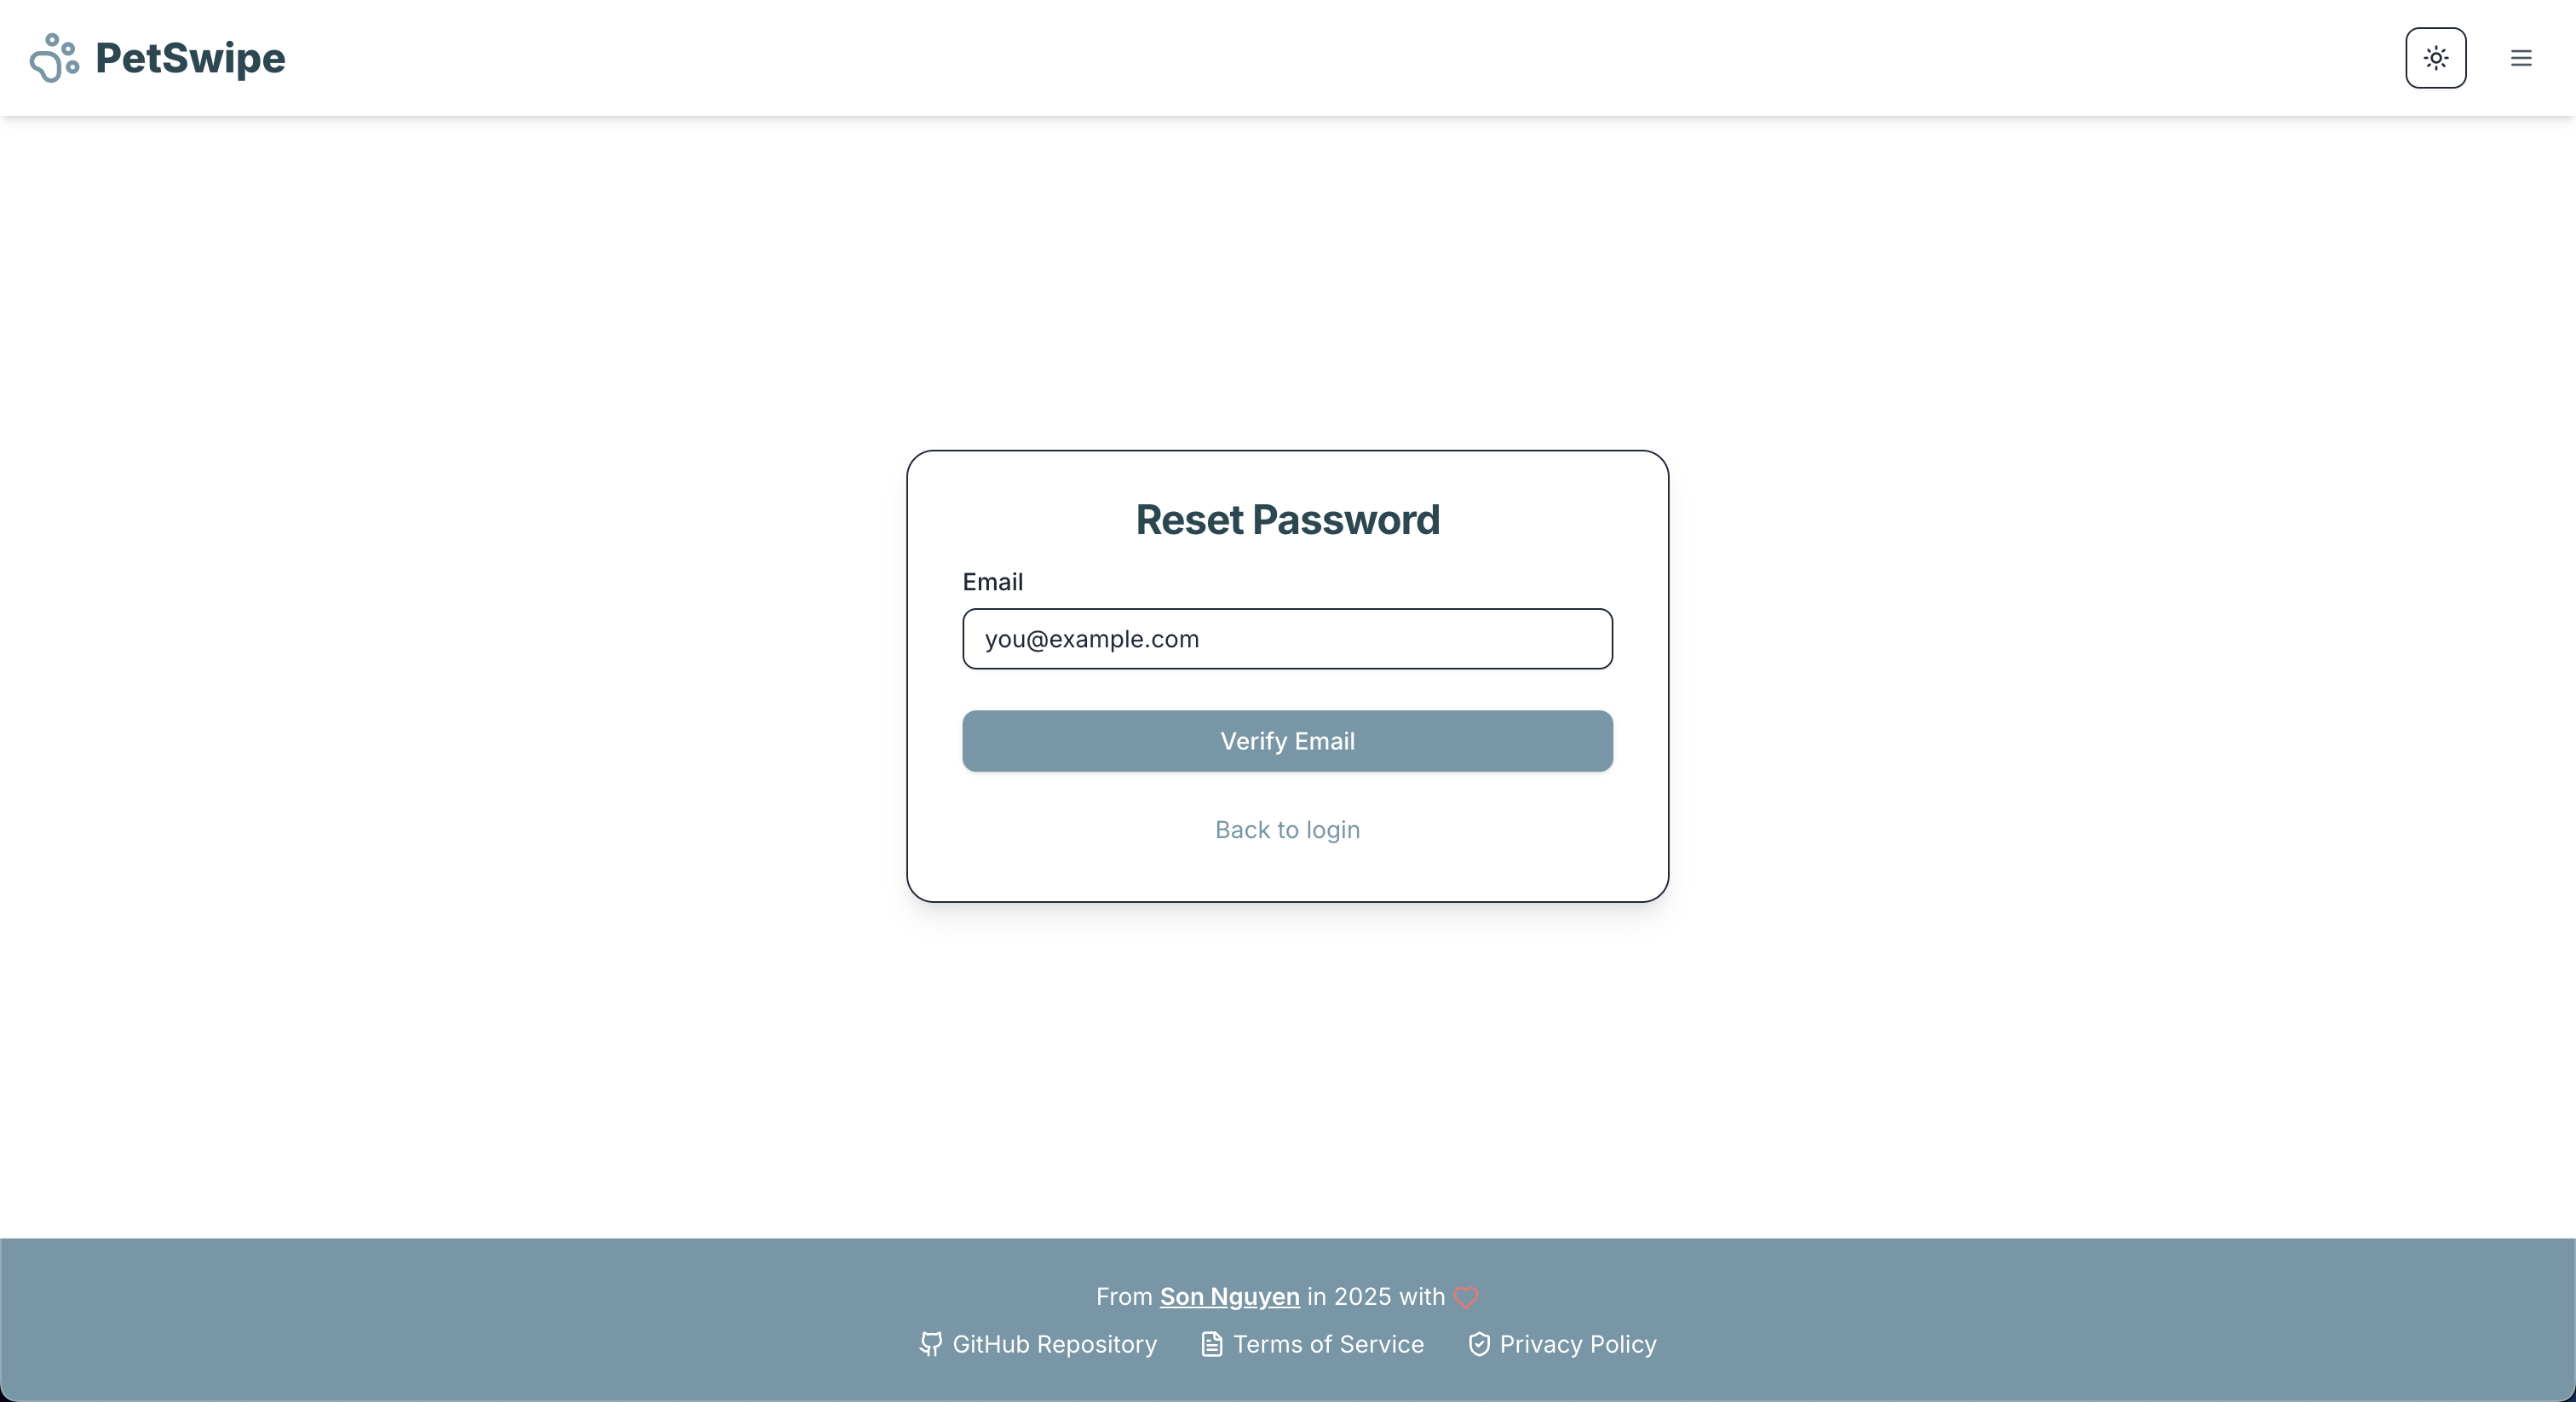 PetSwipe
Reset Password
Email
you@example.com
Verify Email
Back to login
From Son Nguyen in 2025 with
GitHub Repository Terms of Service Privacy Policy